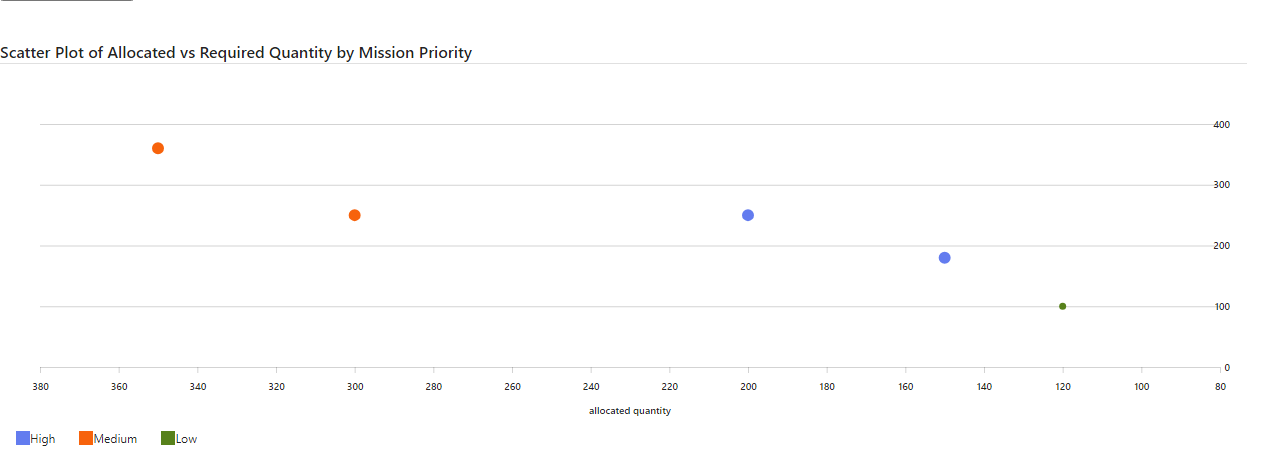 Scatter Plot of Allocated vs Required Quantity by Mission Priority
400
300
200
100
0
380 360 340 320 300 280 260 240 220 200 180 160 140 120 100 80
allocated quantity
High Medium Low